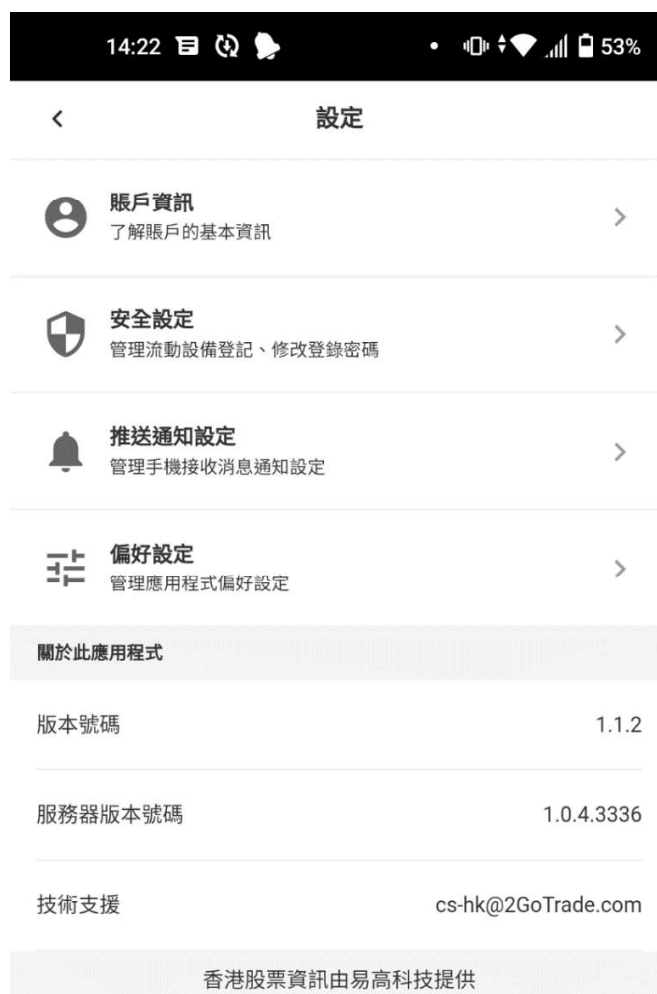 14:22
53%
設定
賬戶資訊
了解賬戶的基本資訊
安全設定
管理流動設備登記、修改登錄密碼
推送通知設定
管理手機接收消息通知設定
偏好設定
管理應用程式偏好設定
關於此應用程式
版本號碼 1.1.2
服務器版本號碼 1.0.4.3336
技術支援 cs-hk@2GoTrade.com
香港股票資訊由易高科技提供